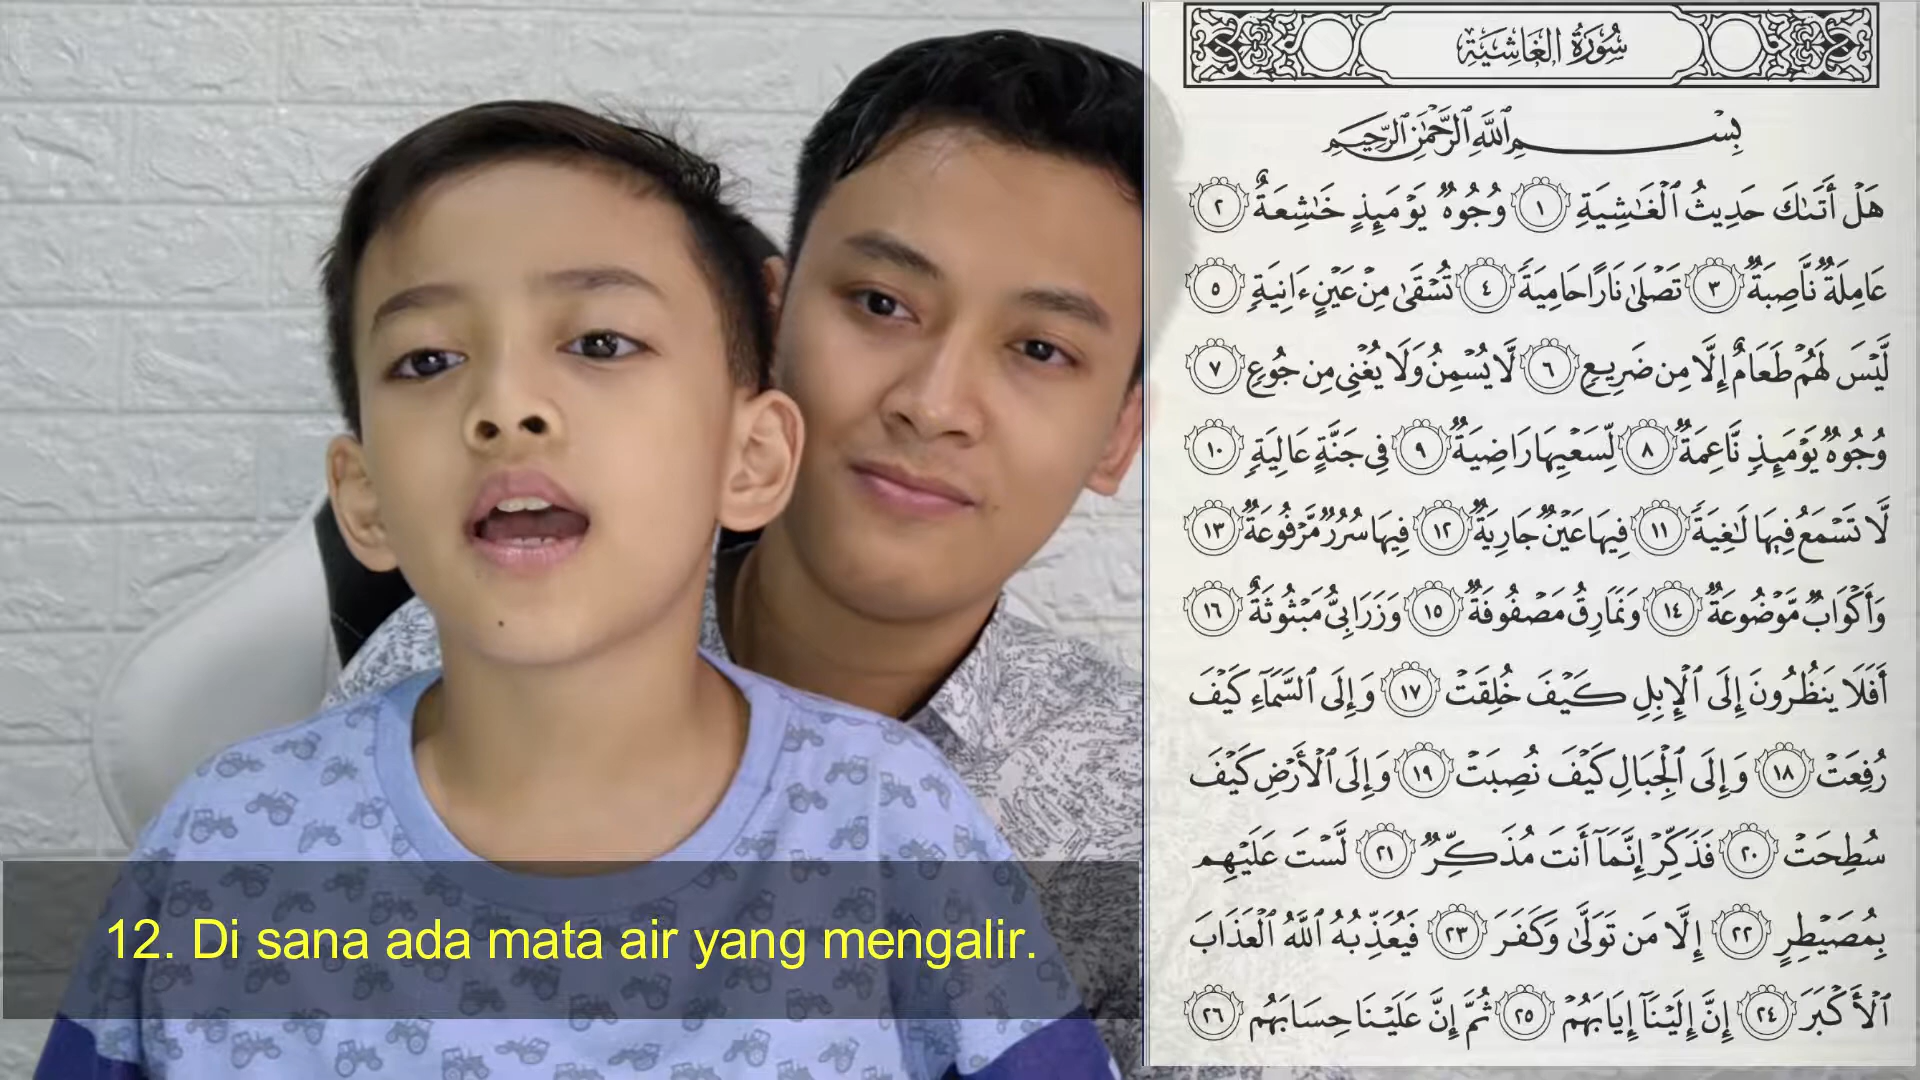 سُورَةُ الغَاشِيَةِ
بِسْمِ ٱللَّهِ ٱلرَّحْمَٰنِ ٱلرَّحِيمِ
هَلْ أَتَىٰكَ حَدِيثُ ٱلْغَٰشِيَةِ ١ وُجُوهٌ يَوْمَئِذٍ خَٰشِعَةٌ ٢
عَامِلَةٌ نَّاصِبَةٌ ٣ تَصْلَىٰ نَارًا حَامِيَةً ٤ تُسْقَىٰ مِنْ عَيْنٍ ءَانِيَةٍ ٥
لَّيْسَ لَهُمْ طَعَامٌ إِلَّا مِن ضَرِيعٍ ٦ لَّا يُسْمِنُ وَلَا يُغْنِى مِن جُوعٍ ٧
وُجُوهٌ يَوْمَئِذٍ نَّاعِمَةٌ ٨ لِّسَعْيِهَا رَاضِيَةٌ ٩ فِى جَنَّةٍ عَالِيَةٍ ١٠
لَّا تَسْمَعُ فِيهَا لَٰغِيَةً ١١ فِيهَا عَيْنٌ جَارِيَةٌ ١٢ فِيهَا سُرُرٌ مَّرْفُوعَةٌ ١٣
وَأَكْوَابٌ مَّوْضُوعَةٌ ١٤ وَنَمَارِقُ مَصْفُوفَةٌ ١٥ وَزَرَابِىُّ مَبْثُوثَةٌ ١٦
أَفَلَا يَنظُرُونَ إِلَى ٱلْإِبِلِ كَيْفَ خُلِقَتْ ١٧ وَإِلَى ٱلسَّمَآءِ كَيْفَ
رُفِعَتْ ١٨ وَإِلَى ٱلْجِبَالِ كَيْفَ نُصِبَتْ ١٩ وَإِلَى ٱلْأَرْضِ كَيْفَ
سُطِحَتْ ٢٠ فَذَكِّرْ إِنَّمَآ أَنتَ مُذَكِّرٌ ٢١ لَّسْتَ عَلَيْهِم
بِمُصَيْطِرٍ ٢٢ إِلَّا مَن تَوَلَّىٰ وَكَفَرَ ٢٣ فَيُعَذِّبُهُ ٱللَّهُ ٱلْعَذَابَ
ٱلْأَكْبَرَ ٢٤ إِنَّ إِلَيْنَآ إِيَابَهُمْ ٢٥ ثُمَّ إِنَّ عَلَيْنَا حِسَابَهُم ٢٦
12. Di sana ada mata air yang mengalir.